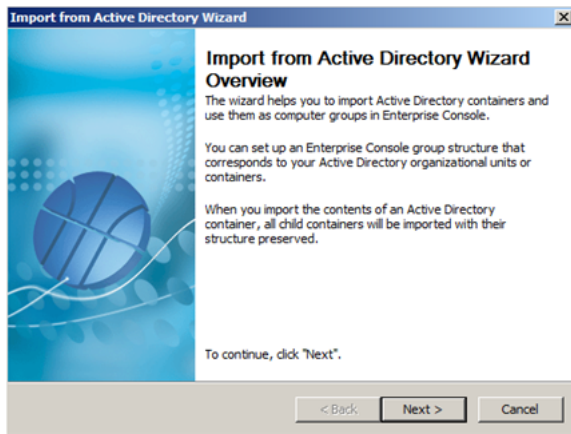 Import from Active Directory Wizard
Import from Active Directory Wizard
Overview
The wizard helps you to import Active Directory containers and
use them as computer groups in Enterprise Console.
You can set up an Enterprise Console group structure that
corresponds to your Active Directory organizational units or
containers.
When you import the contents of an Active Directory
container, all child containers will be imported with their
structure preserved.
To continue, click "Next".
< Back
Next >
Cancel